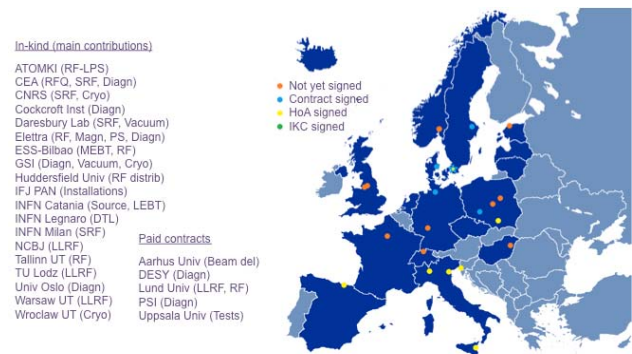 In-kind (main contributions)
ATOMKI (RF-LPS)
CEA (RFQ, SRF, Diagn)
CNRS (SRF, Cryo)
Cockcroft Inst (Diagn)
Daresbury Lab (SRF, Vacuum)
Elettra (RF, Magn, PS, Diagn)
ESS-Bilbao (MEBT, RF)
GSI (Diagn, Vacuum, Cryo)
Huddersfield Univ (RF distrib)
IFJ PAN (Installations)
INFN Catania (Source, LEBT)
INFN Legnaro (DTL)
INFN Milan (SRF)
NCBJ (LLRF)
Tallinn UT (RF)
TU Lodz (LLRF)
Univ Oslo (Diagn)
Warsaw UT (LLRF)
Wroclaw UT (Cryo)
Paid contracts
Aarhus Univ (Beam del)
DESY (Diagn)
Lund Univ (LLRF, RF)
PSI (Diagn)
Uppsala Univ (Tests)
Not yet signed
Contract signed
HoA signed
IKC signed